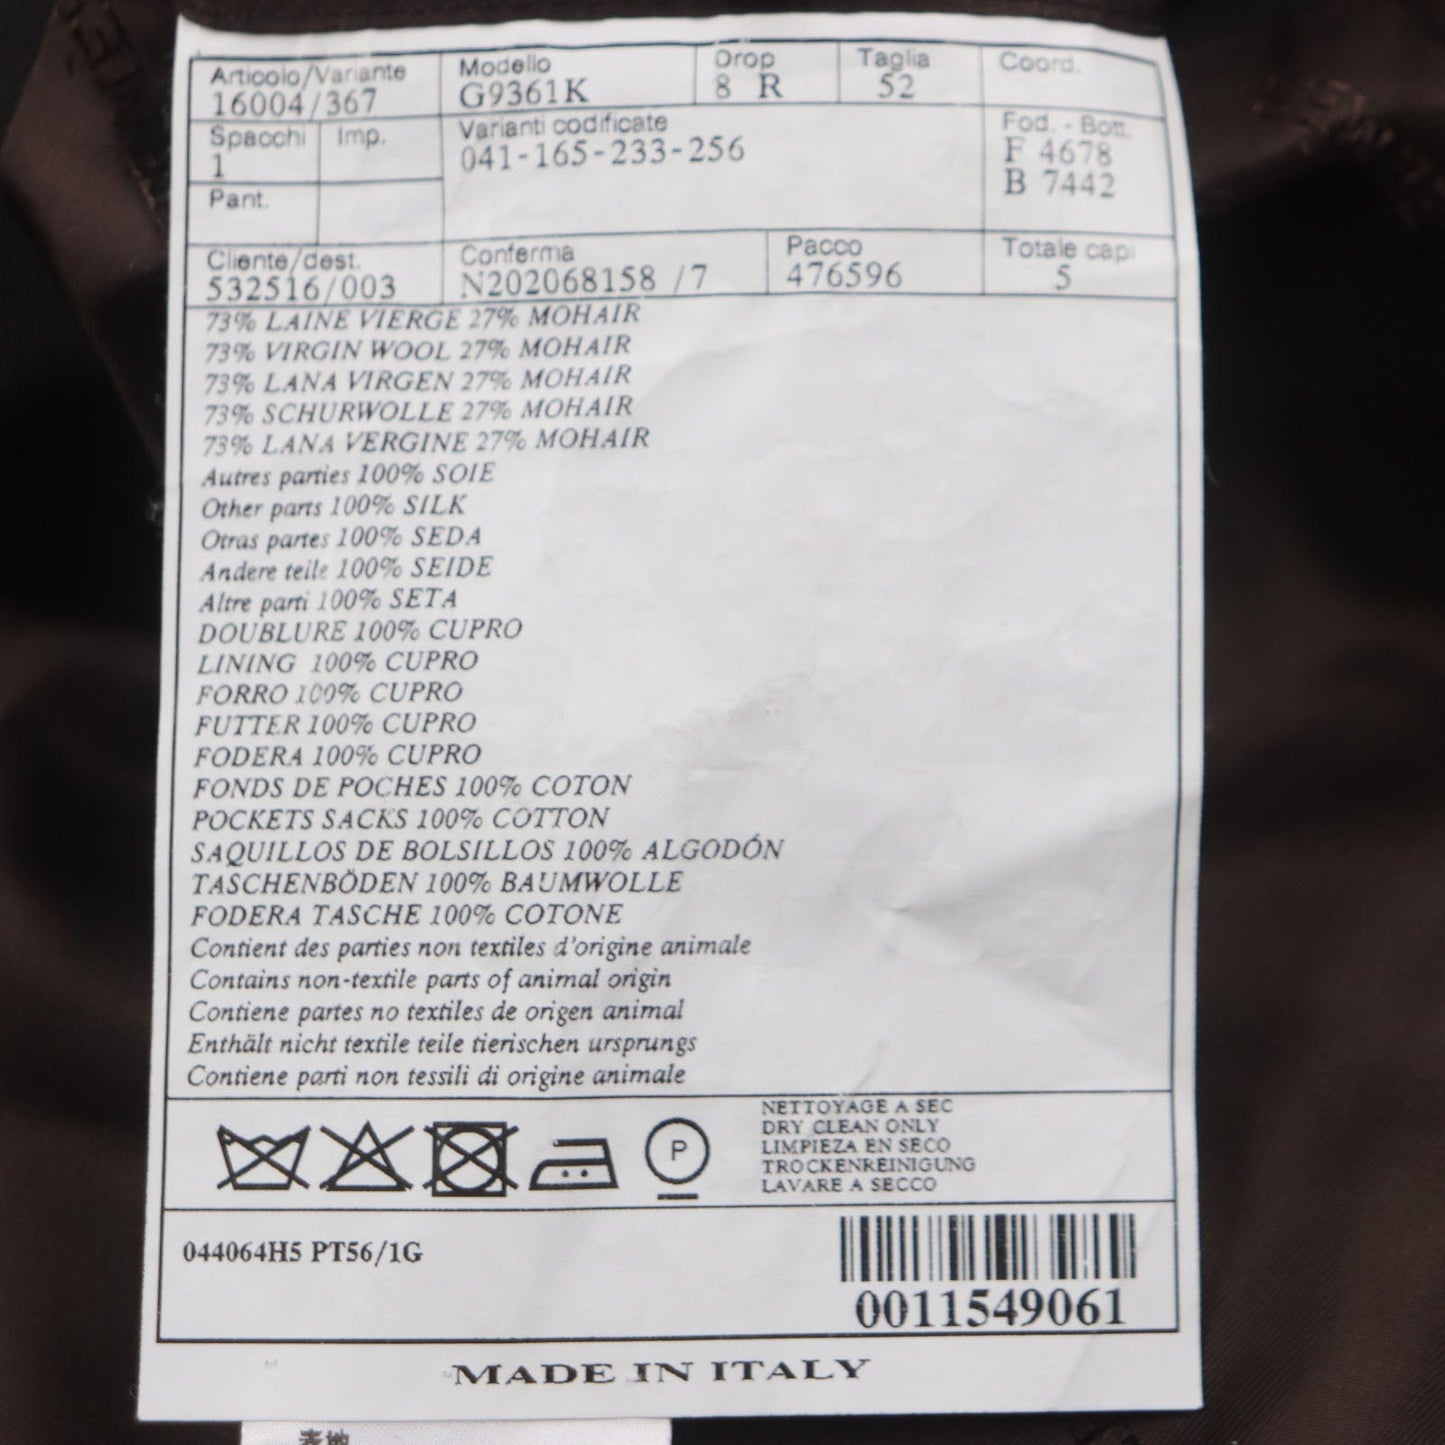 Articolo/Variante Modello Drop Taglia Coord.
16004/367 G9361K 8 R 52
Spacchi Imp. Varianti codificate Fod. - Bott.
1 041-165-233-256 F 4678
Pant. B 7442
Cliente/dest. Conferma Pacco Totale capi
532516/003 N202068158 /7 476596 5
73% LAINE VIERGE 27% MOHAIR
73% VIRGIN WOOL 27% MOHAIR
73% LANA VIRGEN 27% MOHAIR
73% SCHURWOLLE 27% MOHAIR
73% LANA VERGINE 27% MOHAIR
Autres parties 100% SOIE
Other parts 100% SILK
Otras partes 100% SEDA
Andere teile 100% SEIDE
Altre parti 100% SETA
DOUBLURE 100% CUPRO
LINING 100% CUPRO
FORRO 100% CUPRO
FUTTER 100% CUPRO
FODERA 100% CUPRO
FONDS DE POCHES 100% COTON
POCKETS SACKS 100% COTTON
SAQUILLOS DE BOLSILLOS 100% ALGODÓN
TASCHENBÖDEN 100% BAUMWOLLE
FODERA TASCHE 100% COTONE
Contient des parties non textiles d'origine animale
Contains non-textile parts of animal origin
Contiene partes no textiles de origen animal
Enthält nicht textile teile tierischen ursprungs
Contiene parti non tessili di origine animale
NETTOYAGE A SEC
DRY CLEAN ONLY
LIMPIEZA EN SECO
TROCKENREINIGUNG
LAVARE A SECCO
P
044064H5 PT56/1G
0011549061
MADE IN ITALY
表地